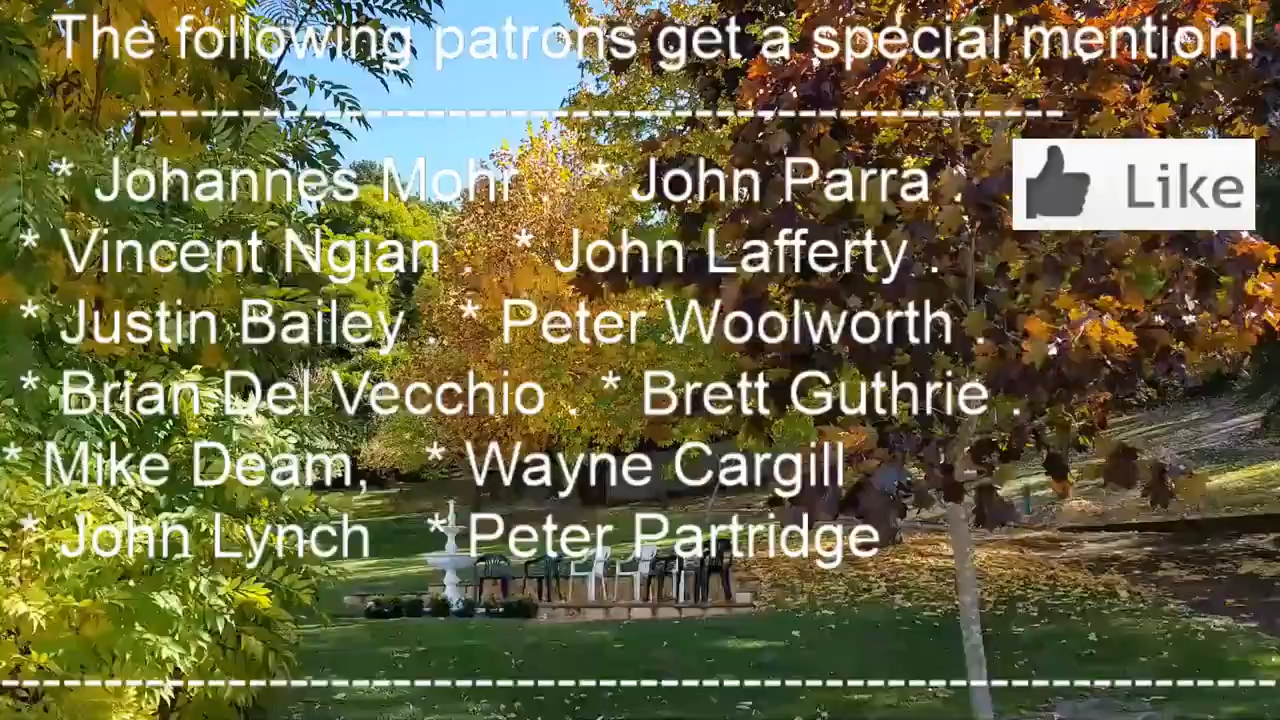 The following patrons get a special mention!
--------------------------------------------
* Johannes Mohr . * John Parra .
Like
* Vincent Ngian . * John Lafferty .
* Justin Bailey . * Peter Woolworth .
* Brian Del Vecchio . * Brett Guthrie .
* Mike Deam, * Wayne Cargill
* John Lynch * Peter Partridge
--------------------------------------------